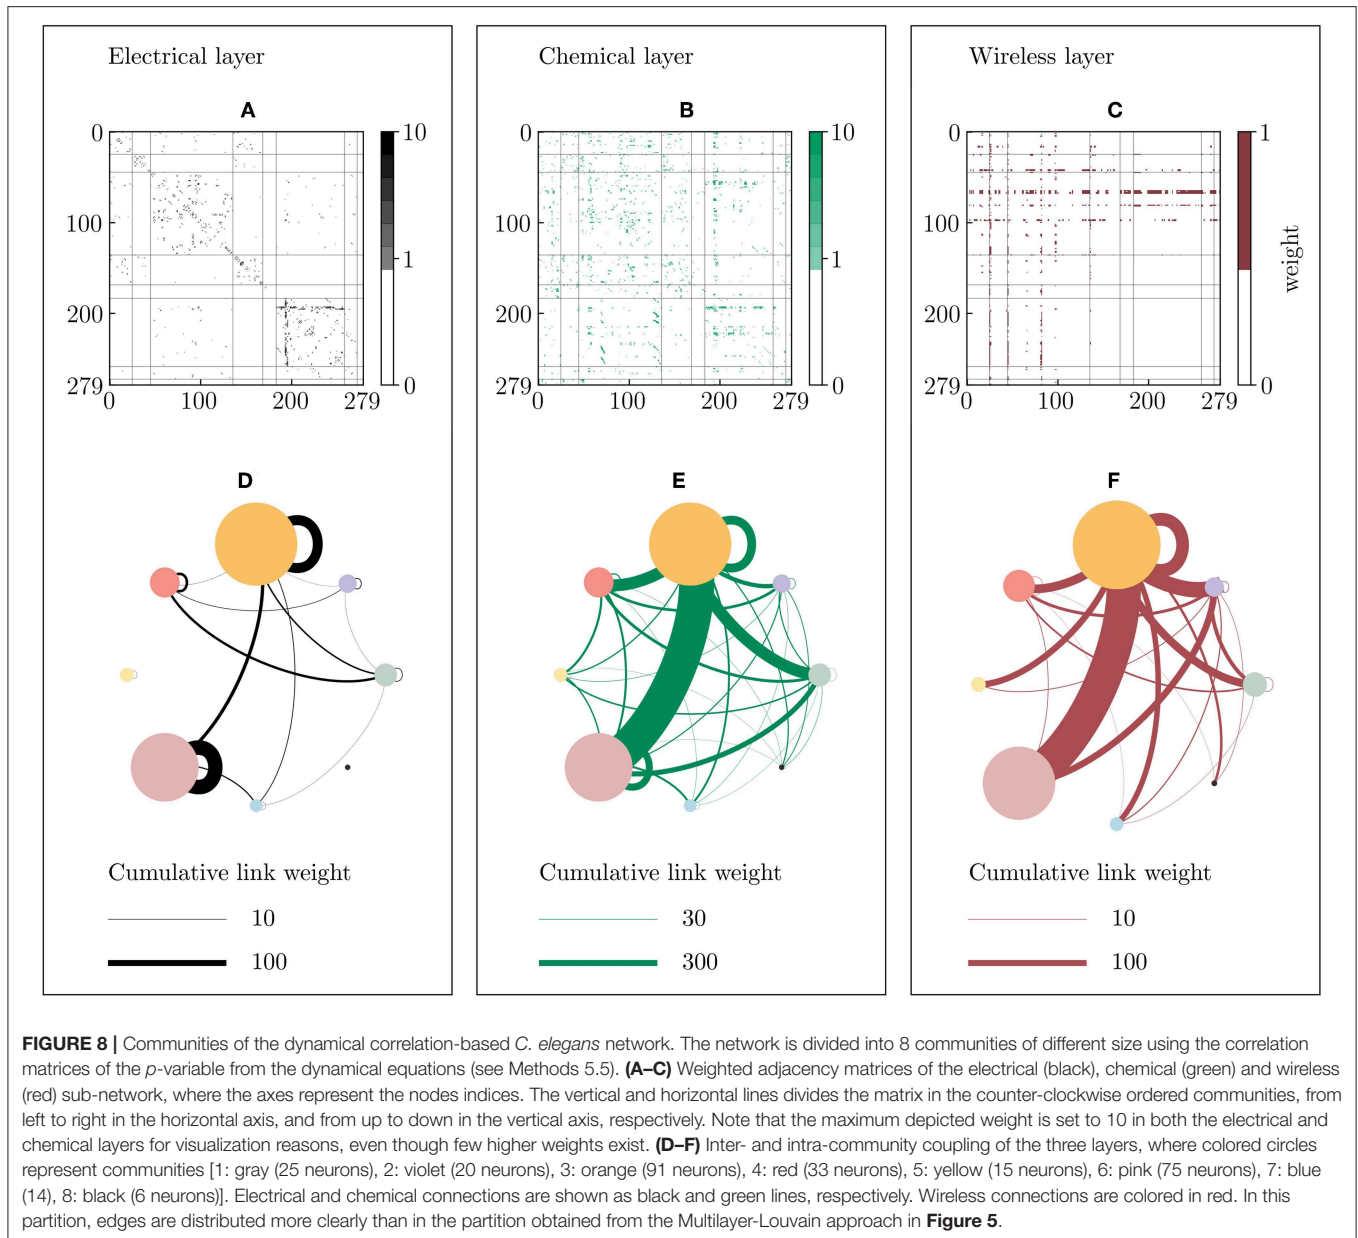 Electrical layer
A
0
100
200
279
0
100
200
279
10
1
0
Chemical layer
B
0
100
200
279
0
100
200
279
10
1
0
Wireless layer
C
0
100
200
279
0
100
200
279
1
0
weight
D
E
F
Cumulative link weight
10
100
Cumulative link weight
30
300
Cumulative link weight
10
100
FIGURE 8 | Communities of the dynamical correlation-based C. elegans network. The network is divided into 8 communities of different size using the correlation
matrices of the p-variable from the dynamical equations (see Methods 5.5). (A–C) Weighted adjacency matrices of the electrical (black), chemical (green) and wireless
(red) sub-network, where the axes represent the nodes indices. The vertical and horizontal lines divides the matrix in the counter-clockwise ordered communities, from
left to right in the horizontal axis, and from up to down in the vertical axis, respectively. Note that the maximum depicted weight is set to 10 in both the electrical and
chemical layers for visualization reasons, even though few higher weights exist. (D–F) Inter- and intra-community coupling of the three layers, where colored circles
represent communities [1: gray (25 neurons), 2: violet (20 neurons), 3: orange (91 neurons), 4: red (33 neurons), 5: yellow (15 neurons), 6: pink (75 neurons), 7: blue
(14), 8: black (6 neurons)]. Electrical and chemical connections are shown as black and green lines, respectively. Wireless connections are colored in red. In this
partition, edges are distributed more clearly than in the partition obtained from the Multilayer-Louvain approach in Figure 5.